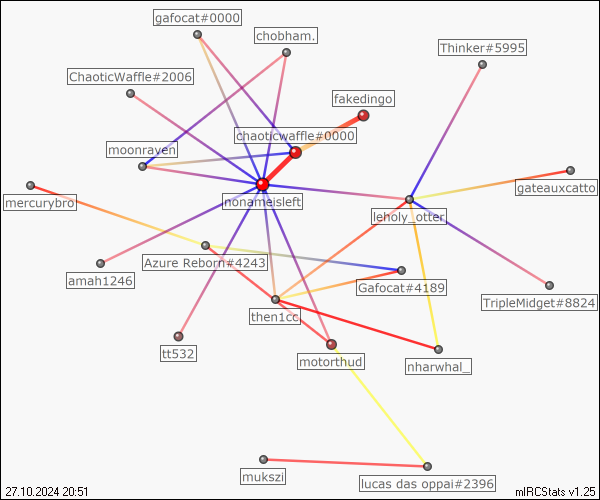 gafocat#0000
chobham.
Thinker#5995
ChaoticWaffle#2006
fakedingo
chaoticwaffle#0000
moonraven
mercurybro
nonameisleft
gateauxcatto
leholy_otter
Azure Reborn#4243
amah1246
Gafocat#4189
TripleMidget#8824
then1cc
tt532
motorthud
nharwhal_
mukszi
lucas das oppai#2396
27.10.2024 20:51
mIRCStats v1.25